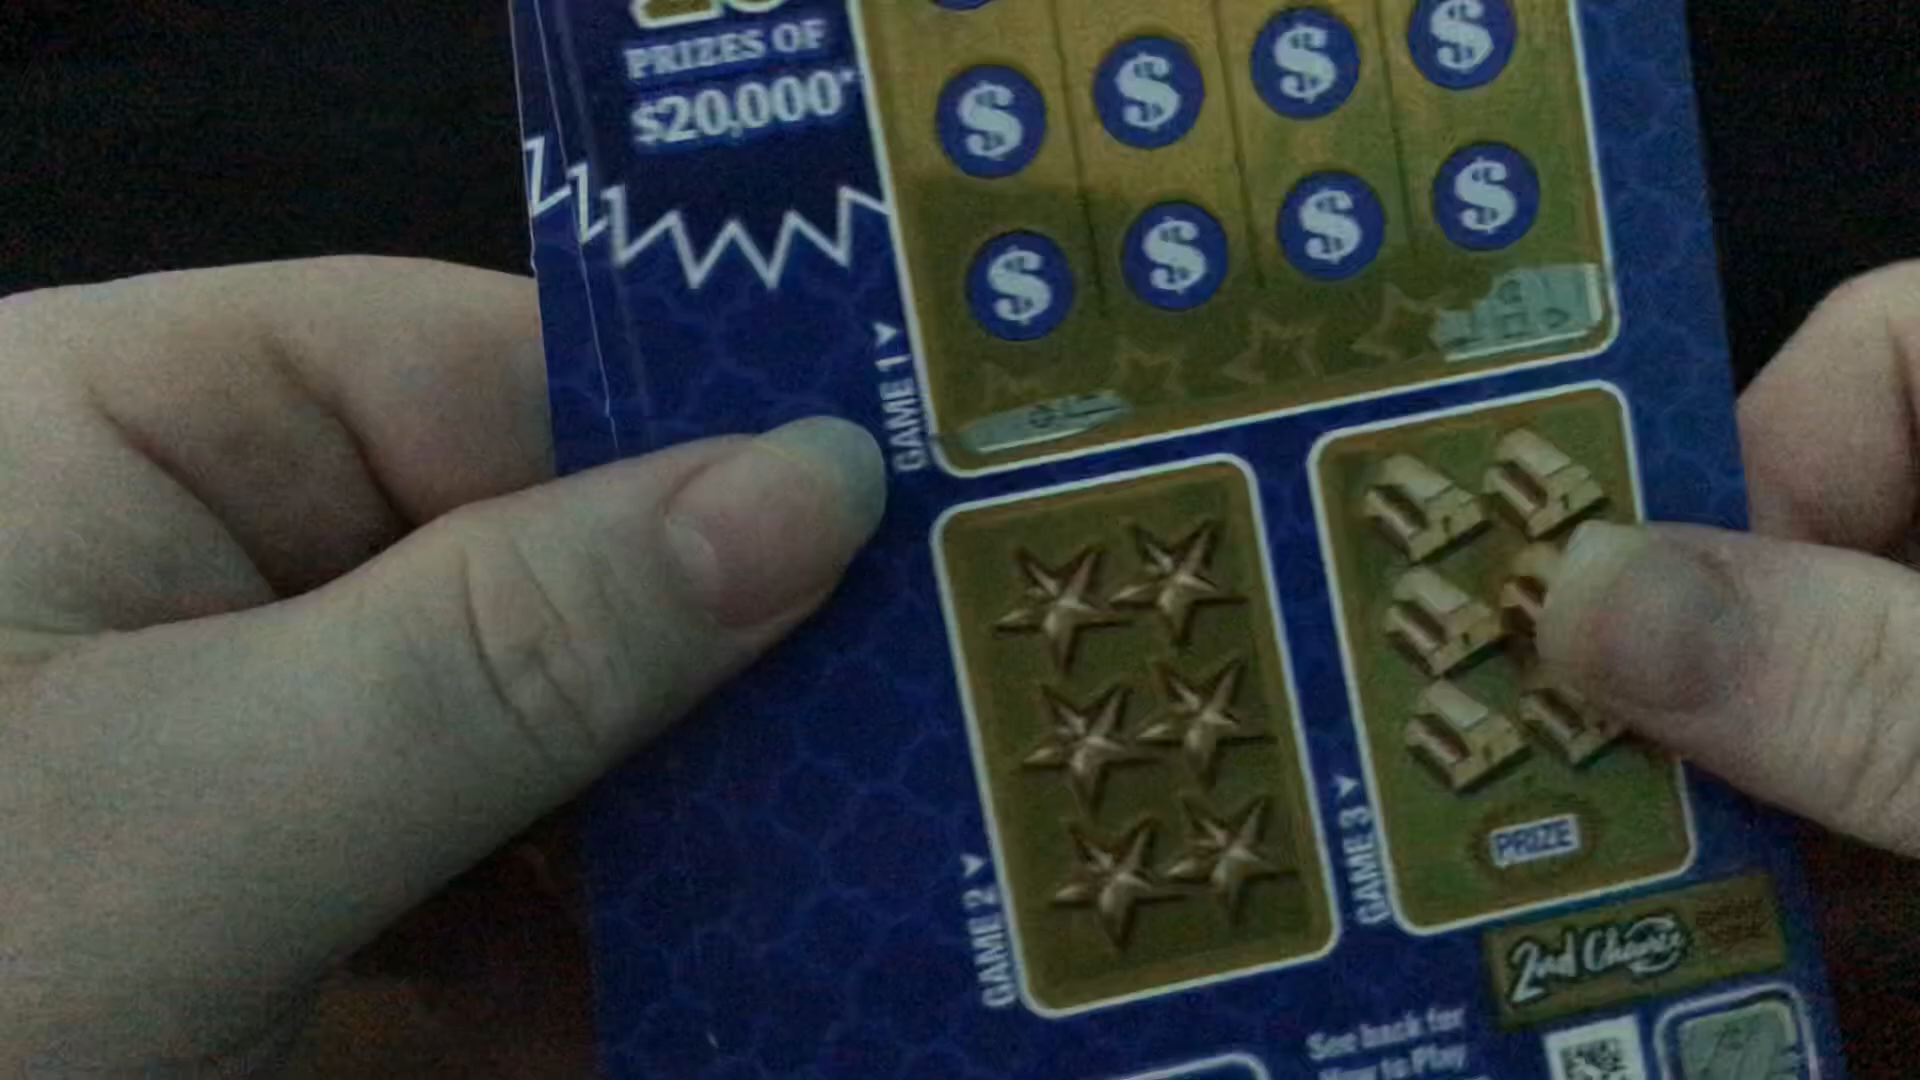 PRIZES OF
$20,000*
$ $ $ $
$ $ $ $
GAME 1
GAME 2
GAME 3
PRIZE
2nd Chance
See back for
How to Play